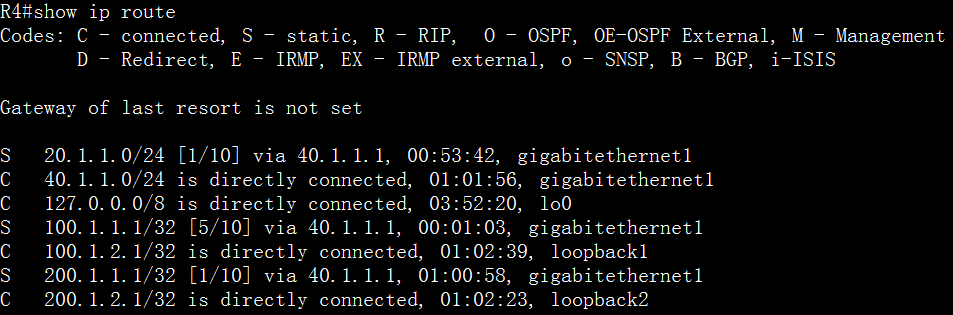 R4#show ip route
Codes: C - connected, S - static, R - RIP,  O - OSPF, OE-OSPF External, M - Management
       D - Redirect, E - IRMP, EX - IRMP external, o - SNSP, B - BGP, i-ISIS
Gateway of last resort is not set
S   20.1.1.0/24 [1/10] via 40.1.1.1, 00:53:42, gigabitethernet1
C   40.1.1.0/24 is directly connected, 01:01:56, gigabitethernet1
C   127.0.0.0/8 is directly connected, 03:52:20, lo0
S   100.1.1.1/32 [5/10] via 40.1.1.1, 00:01:03, gigabitethernet1
C   100.1.2.1/32 is directly connected, 01:02:39, loopback1
S   200.1.1.1/32 [1/10] via 40.1.1.1, 01:00:58, gigabitethernet1
C   200.1.2.1/32 is directly connected, 01:02:23, loopback2